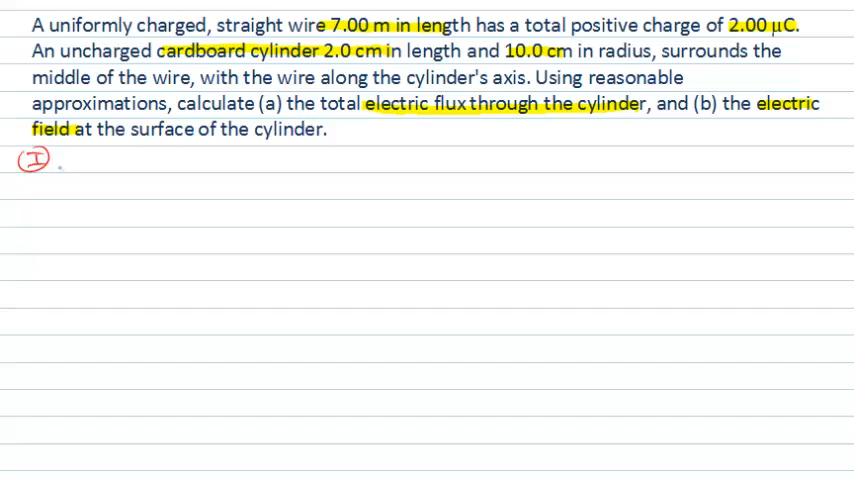 A uniformly charged, straight wire 7.00 m in length has a total positive charge of 2.00 µC.
An uncharged cardboard cylinder 2.0 cm in length and 10.0 cm in radius, surrounds the
middle of the wire, with the wire along the cylinder's axis. Using reasonable
approximations, calculate (a) the total electric flux through the cylinder, and (b) the electric
field at the surface of the cylinder.
I